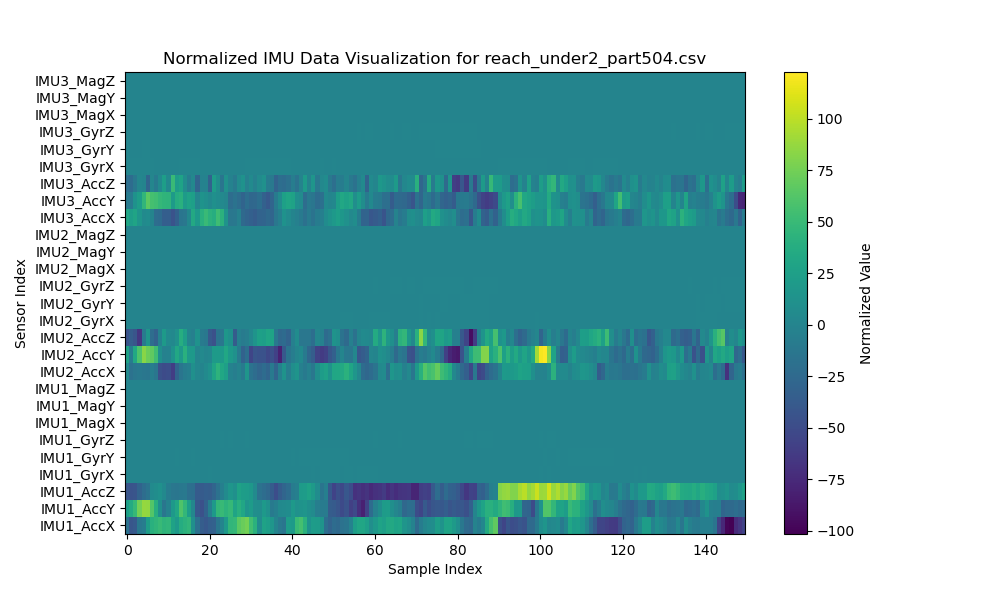 Normalized IMU Data Visualization for reach_under2_part504.csv
IMU3_MagZ
IMU3_MagY
IMU3_MagX
IMU3_GyrZ
IMU3_GyrY
IMU3_GyrX
IMU3_AccZ
IMU3_AccY
IMU3_AccX
IMU2_MagZ
IMU2_MagY
IMU2_MagX
IMU2_GyrZ
IMU2_GyrY
IMU2_GyrX
IMU2_AccZ
IMU2_AccY
IMU2_AccX
IMU1_MagZ
IMU1_MagY
IMU1_MagX
IMU1_GyrZ
IMU1_GyrY
IMU1_GyrX
IMU1_AccZ
IMU1_AccY
IMU1_AccX
Sensor Index
0 20 40 60 80 100 120 140
Sample Index
100
75
50
25
0
−25
−50
−75
−100
Normalized Value